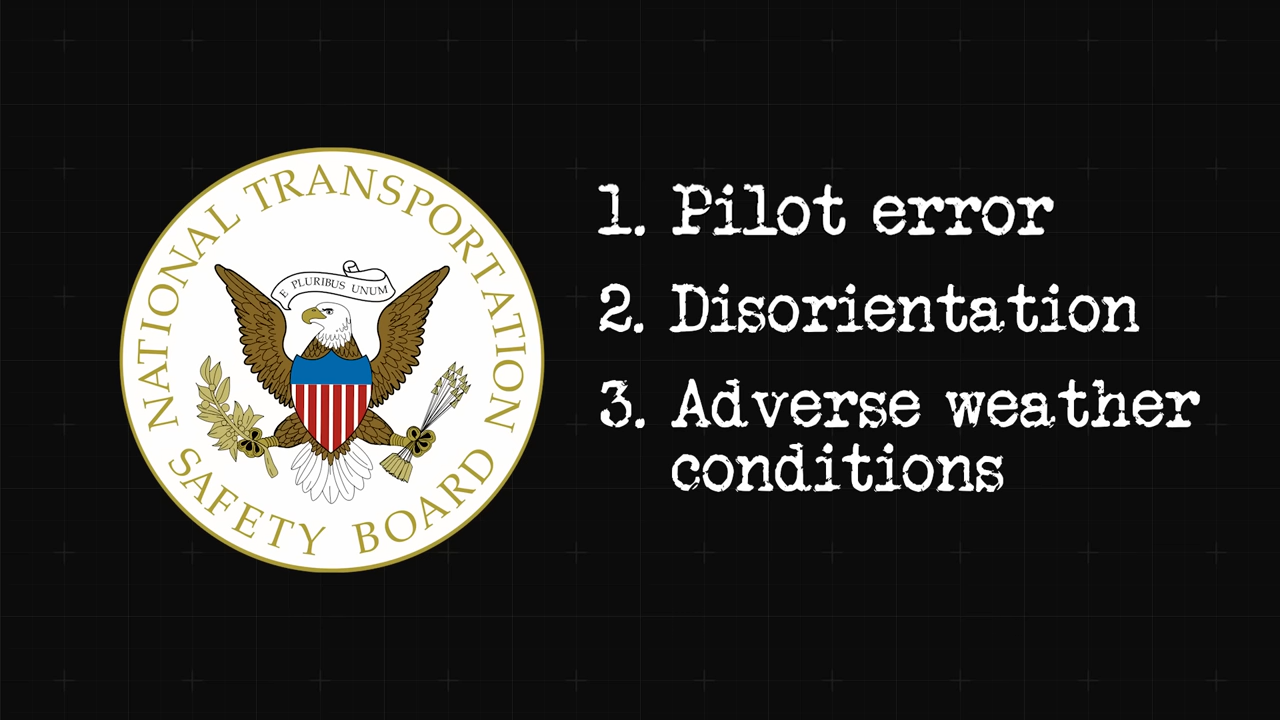 NATIONAL TRANSPORTATION
SAFETY BOARD
E PLURIBUS UNUM
1. Pilot error
2. Disorientation
3. Adverse weather
conditions